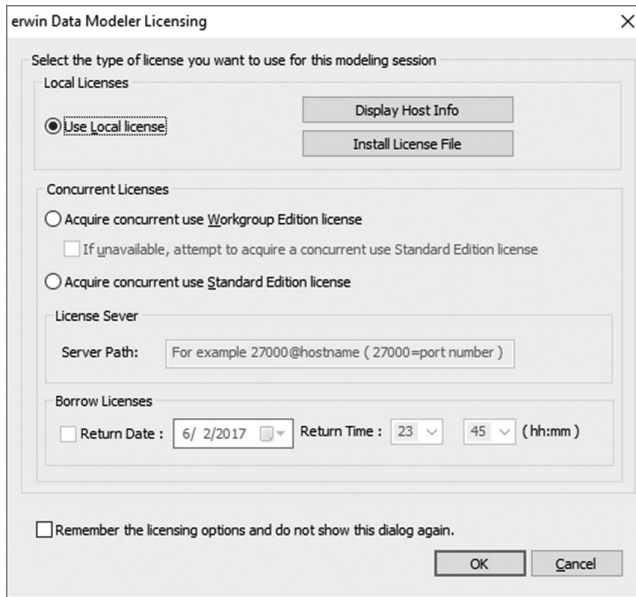 erwin Data Modeler Licensing
Select the type of license you want to use for this modeling session
Local Licenses
Use Local license
Display Host Info
Install License File
Concurrent Licenses
Acquire concurrent use Workgroup Edition license
If unavailable, attempt to acquire a concurrent use Standard Edition license
Acquire concurrent use Standard Edition license
License Sever
Server Path: For example 27000@hostname ( 27000=port number )
Borrow Licenses
Return Date : 6/ 2/2017 Return Time : 23 45 ( hh:mm )
Remember the licensing options and do not show this dialog again.
OK Cancel